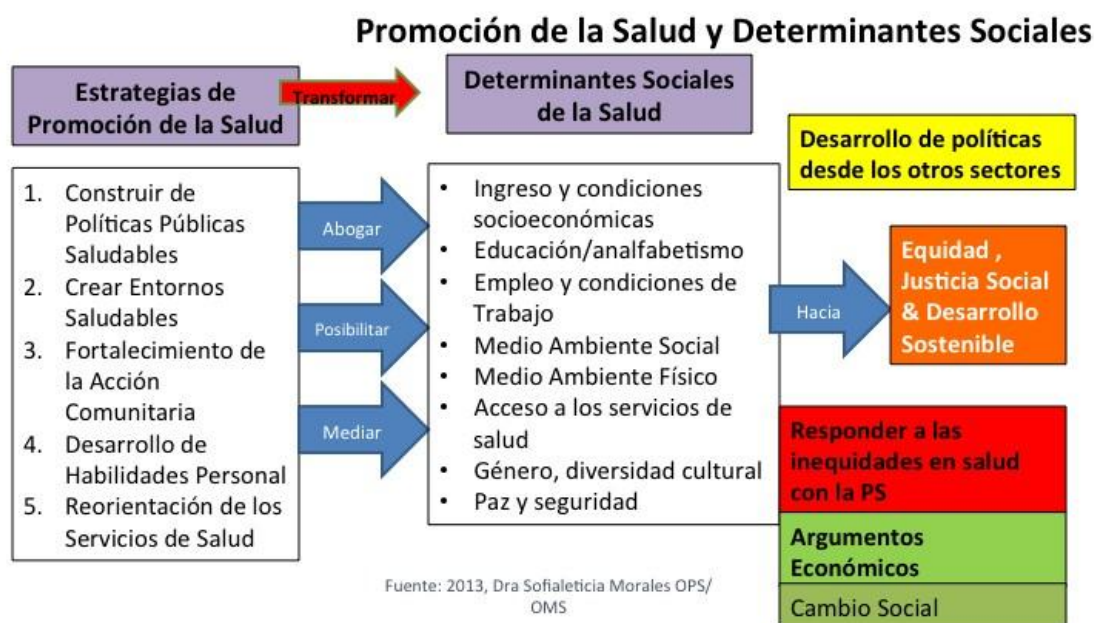 Promoción de la Salud y Determinantes Sociales
Estrategias de
Promoción de la Salud
Transformar
Determinantes Sociales
de la Salud
1. Construir de
Políticas Públicas
Saludables
2. Crear Entornos
Saludables
3. Fortalecimiento de
la Acción
Comunitaria
4. Desarrollo de
Habilidades Personal
5. Reorientación de los
Servicios de Salud
Abogar
Posibilitar
Mediar
• Ingreso y condiciones
socioeconómicas
• Educación/analfabetismo
• Empleo y condiciones de
Trabajo
• Medio Ambiente Social
• Medio Ambiente Físico
• Acceso a los servicios de
salud
• Género, diversidad cultural
• Paz y seguridad
Hacia
Desarrollo de políticas
desde los otros sectores
Equidad ,
Justicia Social
& Desarrollo
Sostenible
Responder a las
inequidades en salud
con la PS
Argumentos
Económicos
Cambio Social
Fuente: 2013, Dra Sofialeticia Morales OPS/
OMS